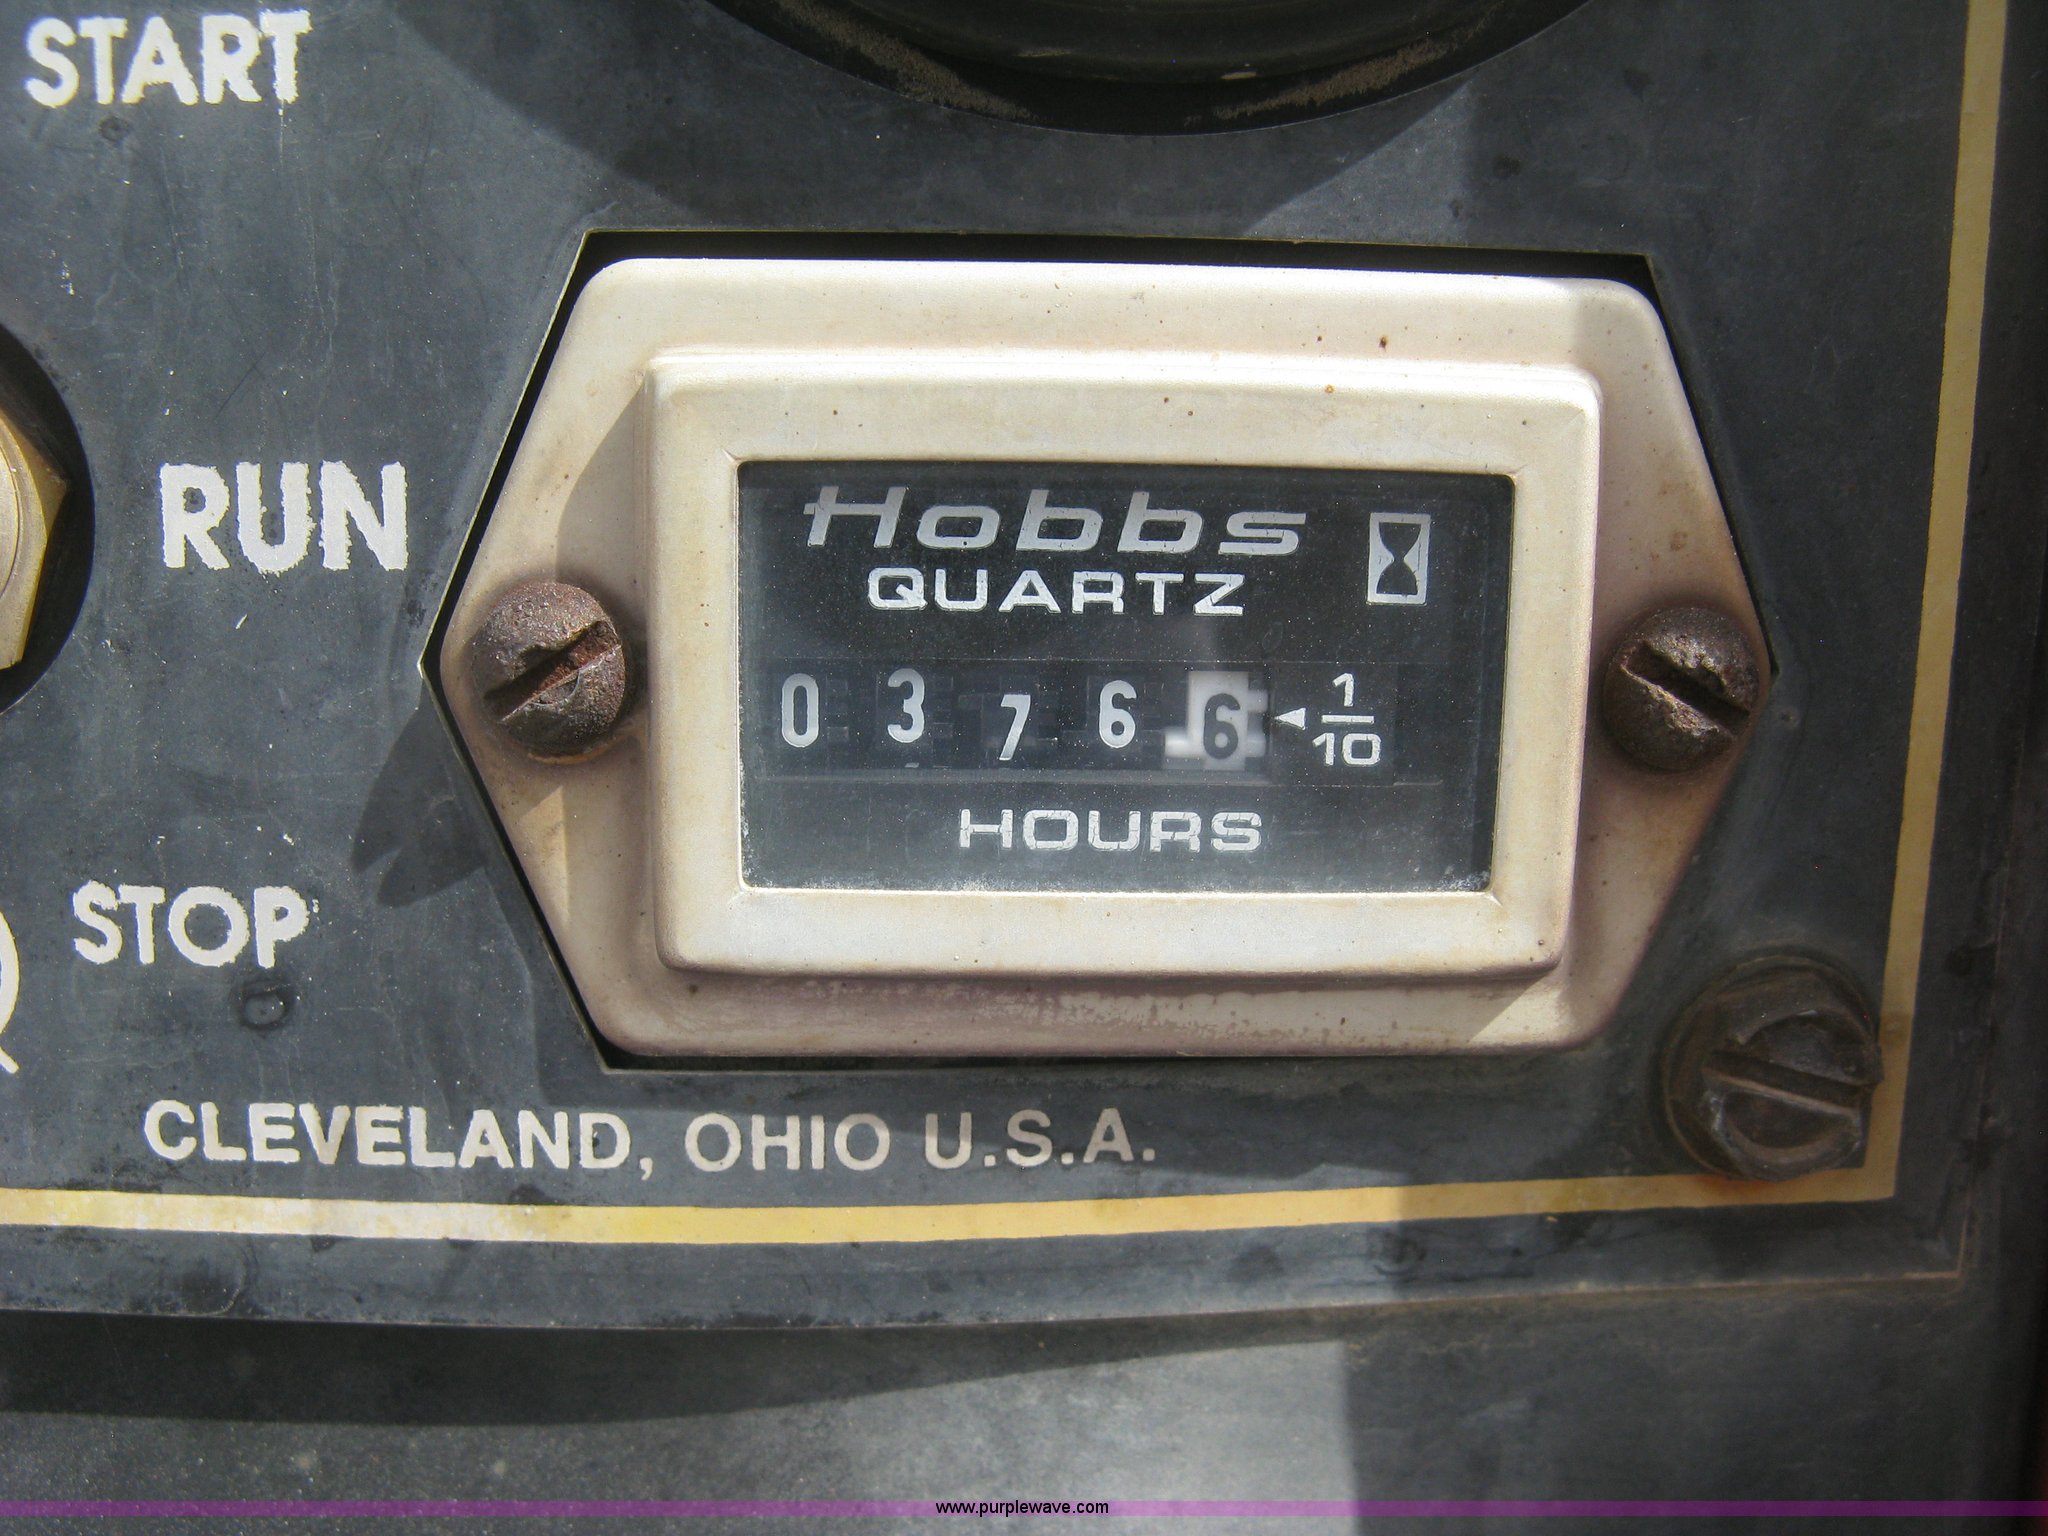 START
RUN
STOP
Hobbs
QUARTZ
0 3 7 6 6
1
10
HOURS
CLEVELAND, OHIO U.S.A.
www.purplewave.com